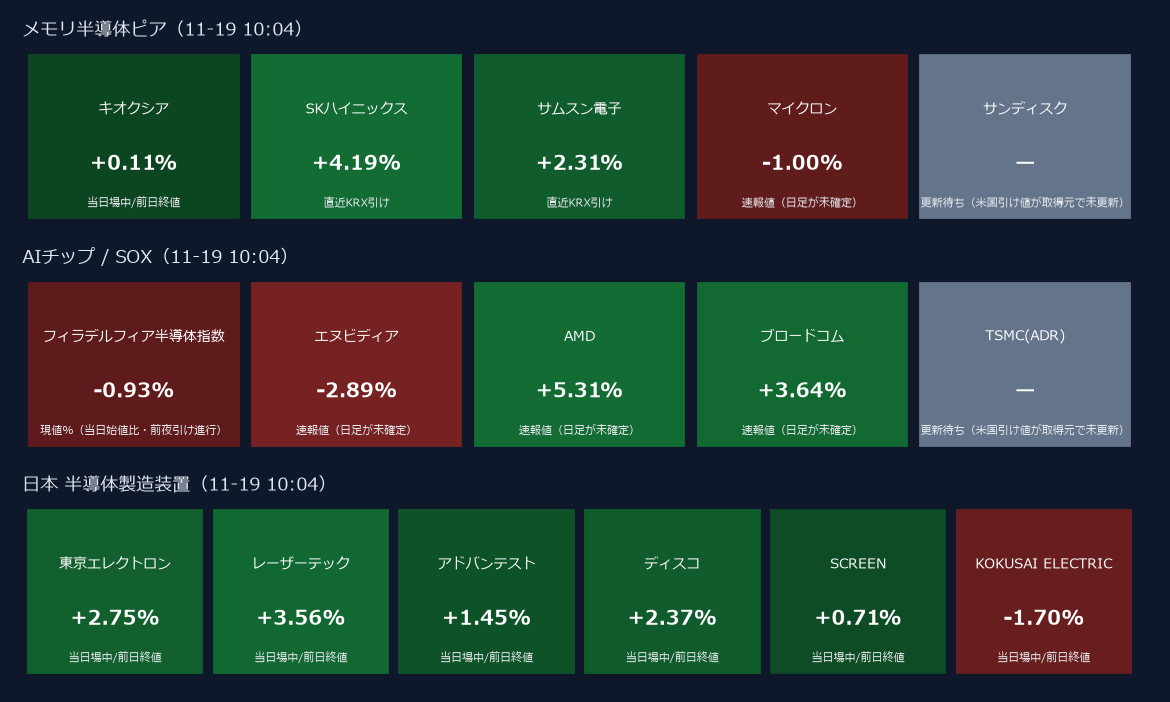 メモリ半導体ピア（11-19 10:04）
キオクシア
+0.11%
当日場中/前日終値
SKハイニックス
+4.19%
直近KRX引け
サムスン電子
+2.31%
直近KRX引け
マイクロン
-1.00%
速報値（日足が未確定）
サンディスク
—
更新待ち（米国引け値が取得元で未更新）
AIチップ / SOX（11-19 10:04）
フィラデルフィア半導体指数
-0.93%
現値%（当日始値比・前夜引け進行）
エヌビディア
-2.89%
速報値（日足が未確定）
AMD
+5.31%
速報値（日足が未確定）
ブロードコム
+3.64%
速報値（日足が未確定）
TSMC(ADR)
—
更新待ち（米国引け値が取得元で未更新）
日本 半導体製造装置（11-19 10:04）
東京エレクトロン
+2.75%
当日場中/前日終値
レーザーテック
+3.56%
当日場中/前日終値
アドバンテスト
+1.45%
当日場中/前日終値
ディスコ
+2.37%
当日場中/前日終値
SCREEN
+0.71%
当日場中/前日終値
KOKUSAI ELECTRIC
-1.70%
当日場中/前日終値